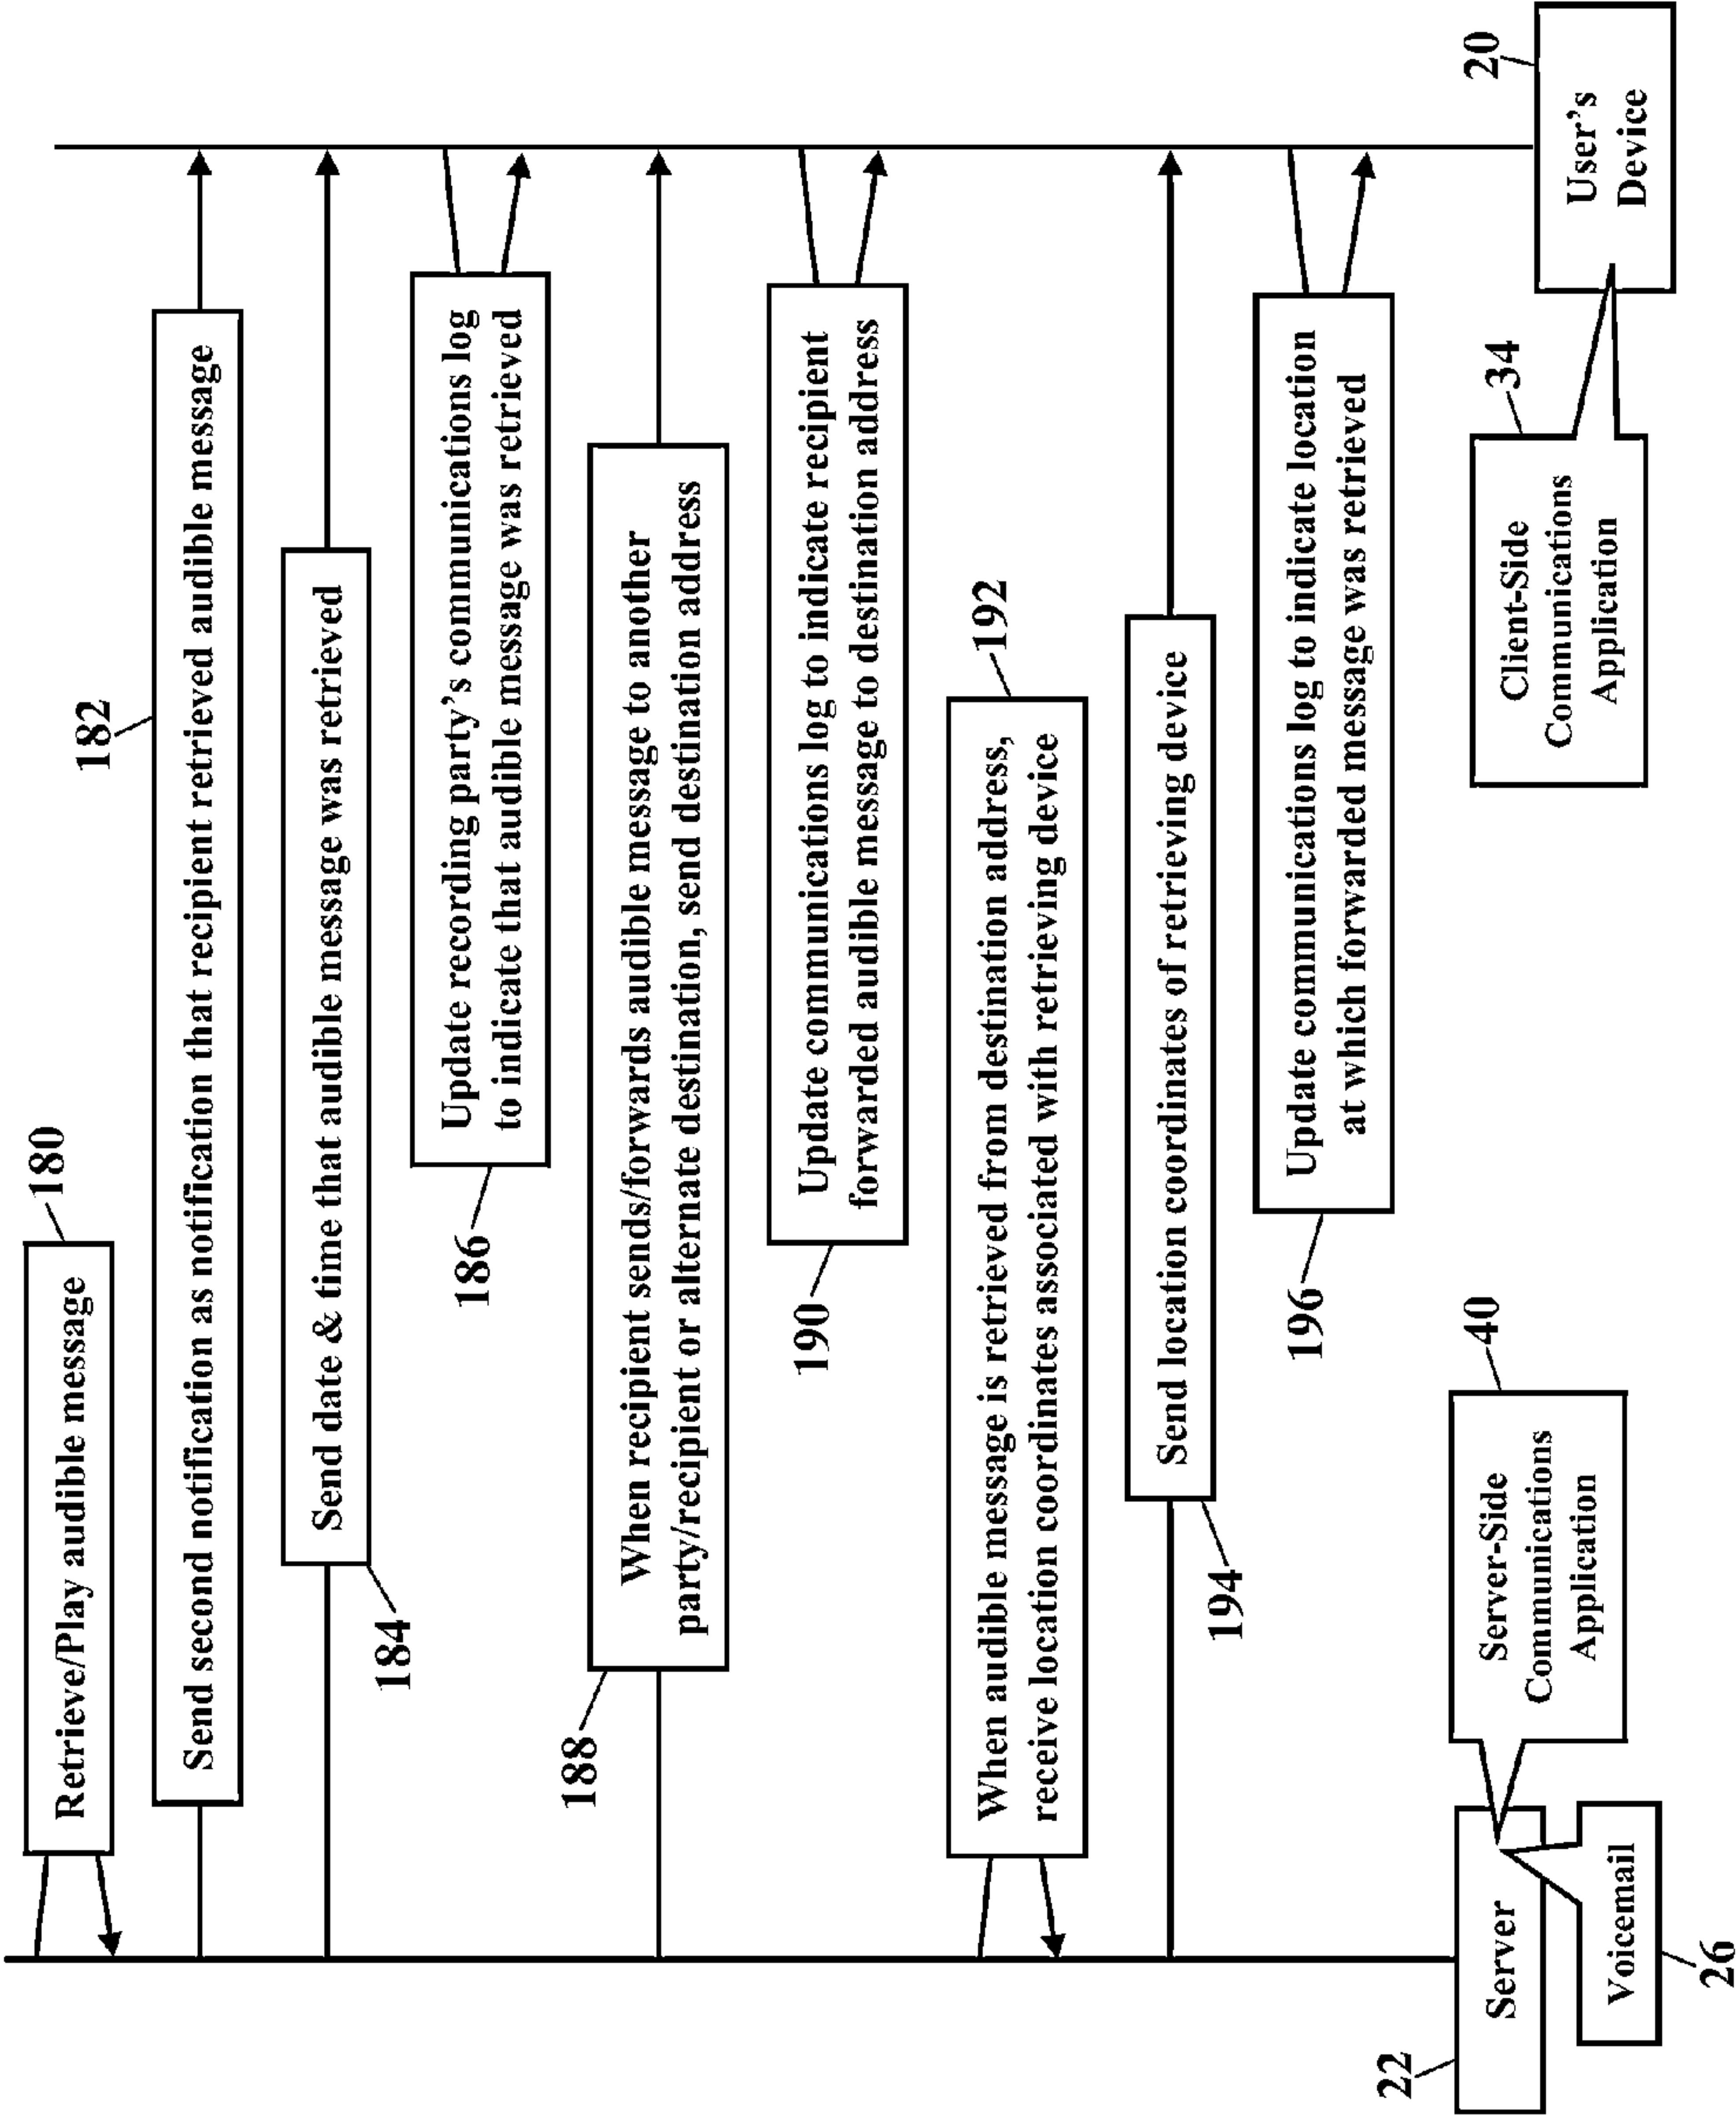 180
Retrieve/Play audible message
182
Send second notification as notification that recipient retrieved audible message
Send date & time that audible message was retrieved
184
Update recording party's communications log
to indicate that audible message was retrieved
186
When recipient sends/forwards audible message to another
party/recipient or alternate destination, send destination address
188
Update communications log to indicate recipient
forwarded audible message to destination address
190
192
When audible message is retrieved from destination address,
receive location coordinates associated with retrieving device
Send location coordinates of retrieving device
194
Update communications log to indicate location
at which forwarded message was retrieved
196
22
Server
Voicemail
26
40
Server-Side
Communications
Application
34
Client-Side
Communications
Application
20
User's
Device